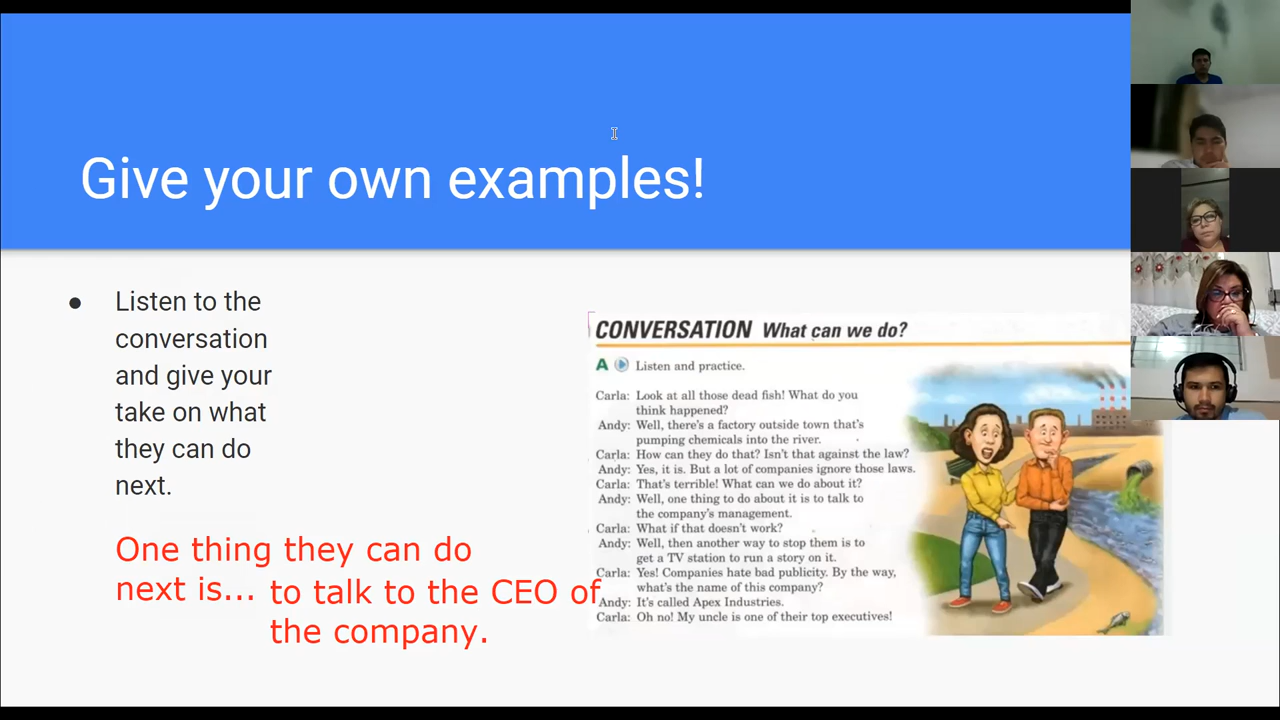 Give your own examples!
● Listen to the
conversation
and give your
take on what
they can do
next.
One thing they can do
next is... to talk to the CEO of
the company.
CONVERSATION What can we do?
A Listen and practice.
Carla: Look at all those dead fish! What do you
think happened?
Andy: Well, there's a factory outside town that's
pumping chemicals into the river.
Carla: How can they do that? Isn't that against the law?
Andy: Yes, it is. But a lot of companies ignore those laws.
Carla: That's terrible! What can we do about it?
Andy: Well, one thing to do about it is to talk to
the company's management.
Carla: What if that doesn't work?
Andy: Well, then another way to stop them is to
get a TV station to run a story on it.
Carla: Yes! Companies hate bad publicity. By the way,
what's the name of this company?
Andy: It's called Apex Industries.
Carla: Oh no! My uncle is one of their top executives!